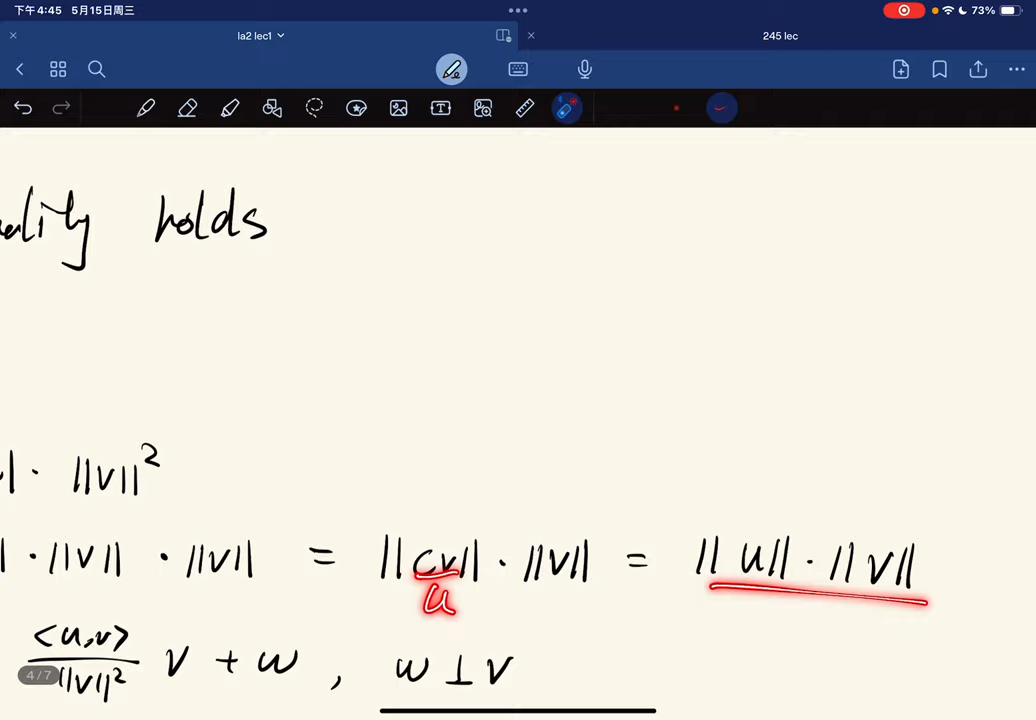 下午4:45 5月15日周三
73%
la2 lec1
245 lec
holds
· ||v||²
· ||v|| · ||v|| = ||cv|| · ||v|| = ||u|| · ||v||
u
<u,v>/||v||² v + w , w ⊥ v
4 / 7